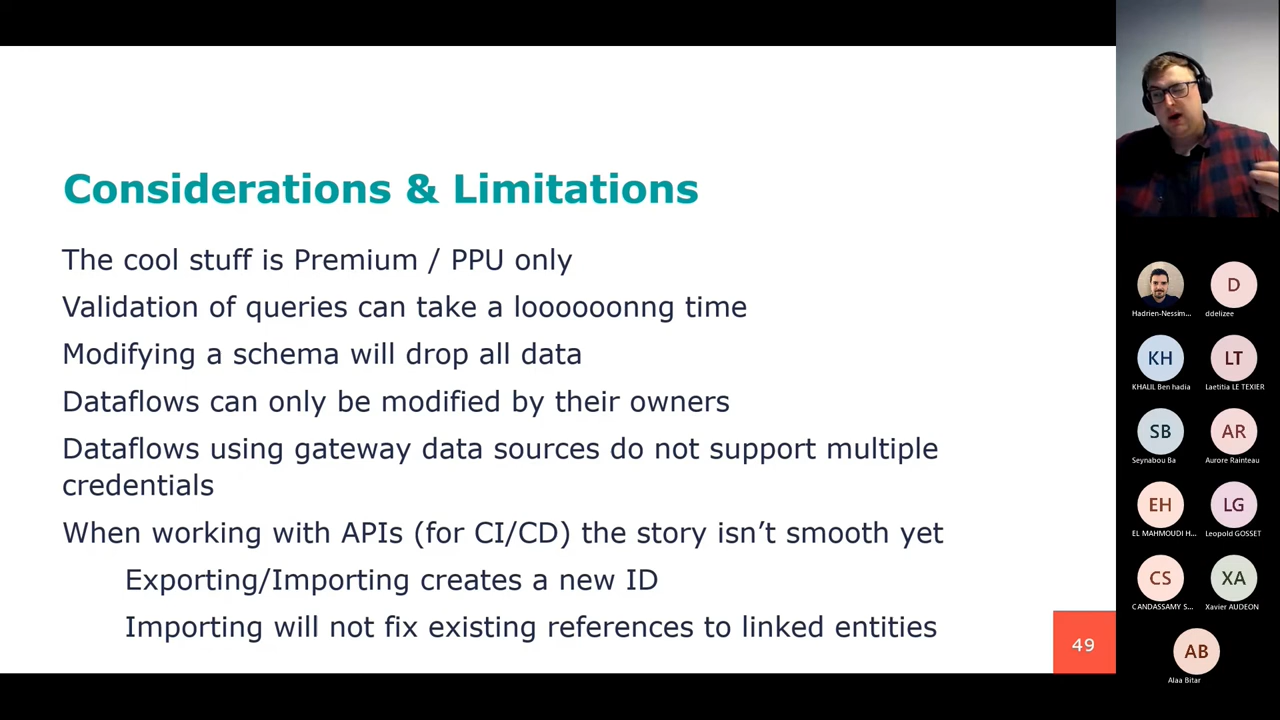 Considerations & Limitations
The cool stuff is Premium / PPU only
Validation of queries can take a loooooonng time
Modifying a schema will drop all data
Dataflows can only be modified by their owners
Dataflows using gateway data sources do not support multiple
credentials
When working with APIs (for CI/CD) the story isn’t smooth yet
Exporting/Importing creates a new ID
Importing will not fix existing references to linked entities
49
Hadrien-Nessim...
D
ddelizee
KH
KHALIL Ben hadia
LT
Laetitia LE TEXIER
SB
Seynabou Ba
AR
Aurore Rainteau
EH
EL MAHMOUDI H...
LG
Leopold GOSSET
CS
CANDASSAMY S...
XA
Xavier AUDEON
AB
Alaa Bitar